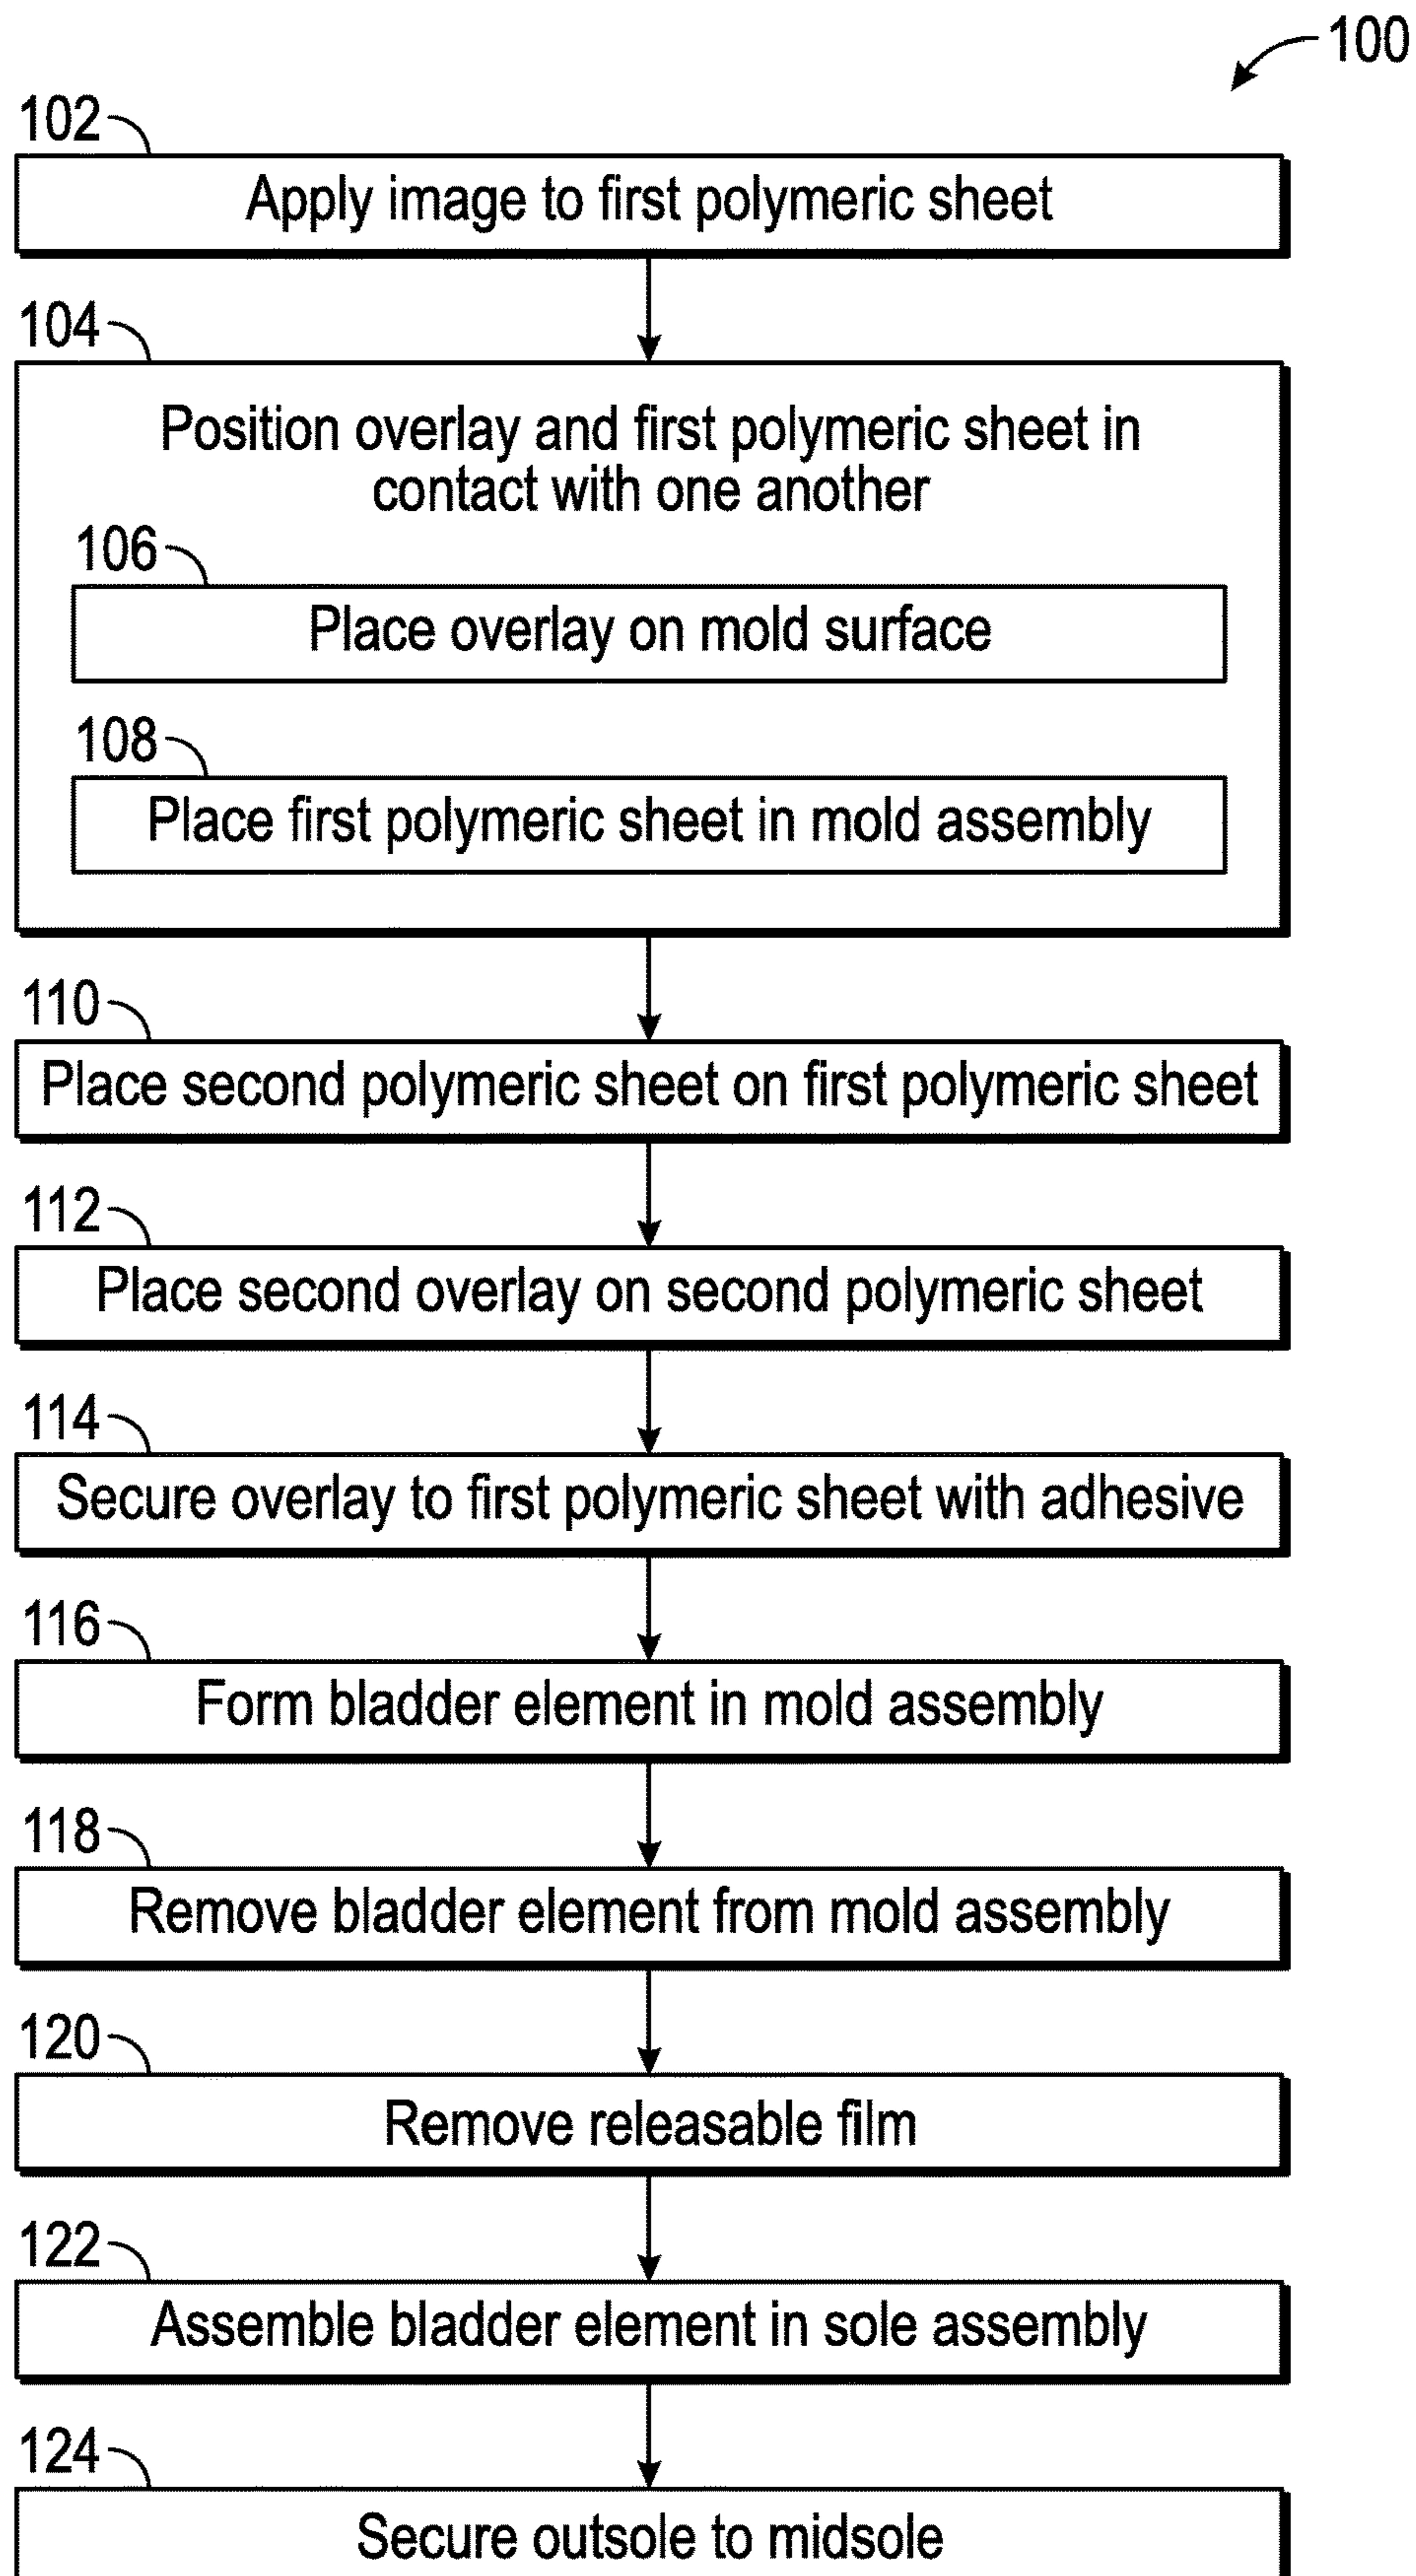 100
102
Apply image to first polymeric sheet
104
Position overlay and first polymeric sheet in
contact with one another
106
Place overlay on mold surface
108
Place first polymeric sheet in mold assembly
110
Place second polymeric sheet on first polymeric sheet
112
Place second overlay on second polymeric sheet
114
Secure overlay to first polymeric sheet with adhesive
116
Form bladder element in mold assembly
118
Remove bladder element from mold assembly
120
Remove releasable film
122
Assemble bladder element in sole assembly
124
Secure outsole to midsole